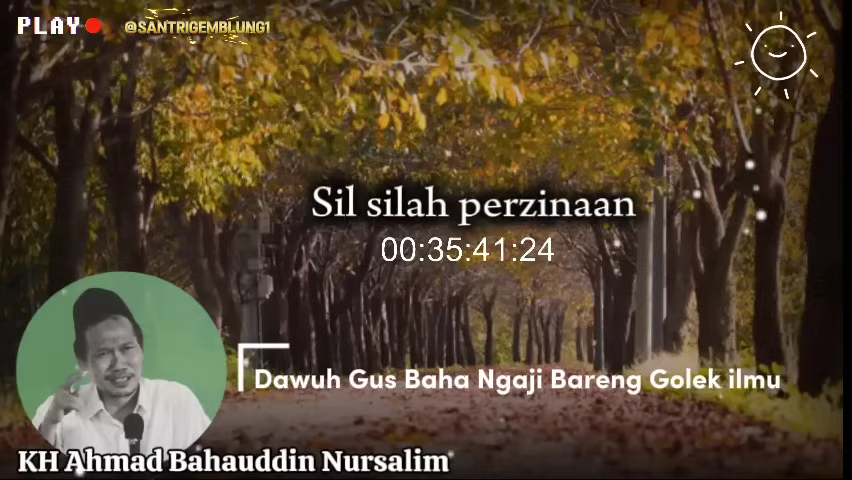 PLAY @SANTRIGEMBLUNG1
Sil silah perzinaan
00:35:41:24
Dawuh Gus Baha Ngaji Bareng Golek ilmu
KH Ahmad Bahauddin Nursalim